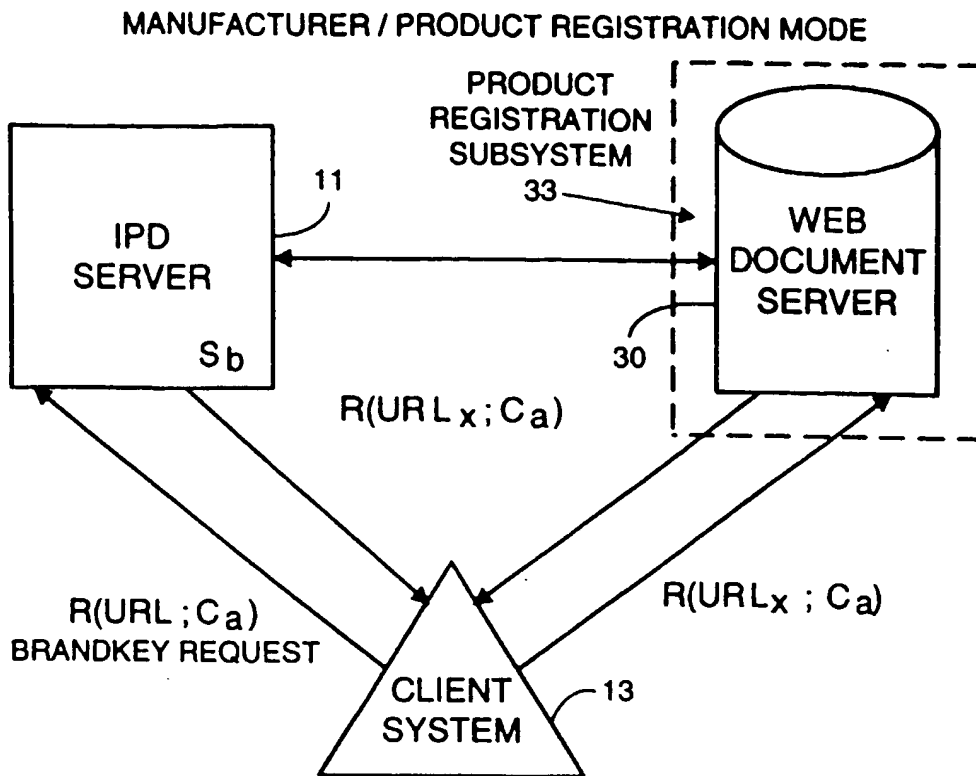 MANUFACTURER / PRODUCT REGISTRATION MODE
PRODUCT
REGISTRATION
SUBSYSTEM
33
11
IPD
SERVER
Sb
WEB
DOCUMENT
SERVER
30
R(URLx ; Ca)
R(URL ; Ca)
BRANDKEY REQUEST
R(URLx ; Ca)
CLIENT
SYSTEM
13